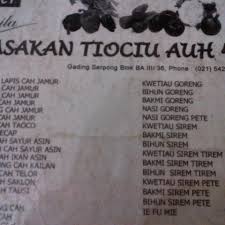 ASAKAN TIOCIU AUH
Gading Serpong Blok BA III/ 36, Phone : (021) 542
LAPIS CAH JAMUR
CAH JAMUR
JAMUR
JAMUR
CAH TAOCO
ECAP
CAH SAYUR ASIN
SAYUR ASIN
CAH IKAN ASIN
NG CAH KAILAN
CAH TELOR
H SAKLON
H TAUSI
CAH
KWETIAU GORENG
BIHUN GORENG
BAKMI GORENG
NASI GORENG
NASI GORENG PETE
KWETIAU SIREM
BAKMI SIREM
BIHUN SIREM
KWETIAU SIREM TIREM
BAKMI SIREM TIREM
BIHUN SIREM TIREM
KWETIAU SIREM PETE
BAKMI SIREM PETE
BIHUN SIREM PETE
IE FU MIE